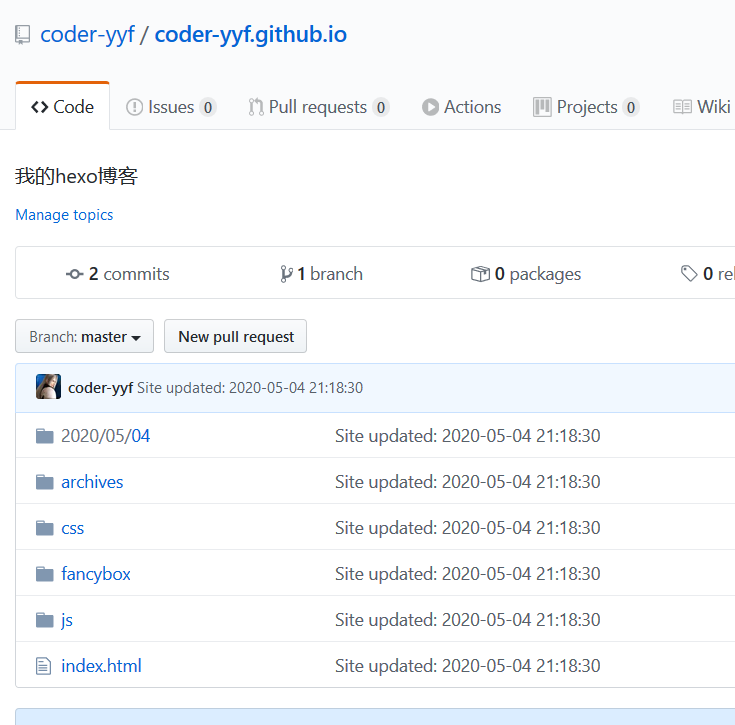 coder-yyf / coder-yyf.github.io
Code Issues 0 Pull requests 0 Actions Projects 0 Wiki
我的hexo博客
Manage topics
2 commits 1 branch 0 packages 0 rel
Branch: master New pull request
coder-yyf Site updated: 2020-05-04 21:18:30
2020/05/04 Site updated: 2020-05-04 21:18:30
archives Site updated: 2020-05-04 21:18:30
css Site updated: 2020-05-04 21:18:30
fancybox Site updated: 2020-05-04 21:18:30
js Site updated: 2020-05-04 21:18:30
index.html Site updated: 2020-05-04 21:18:30